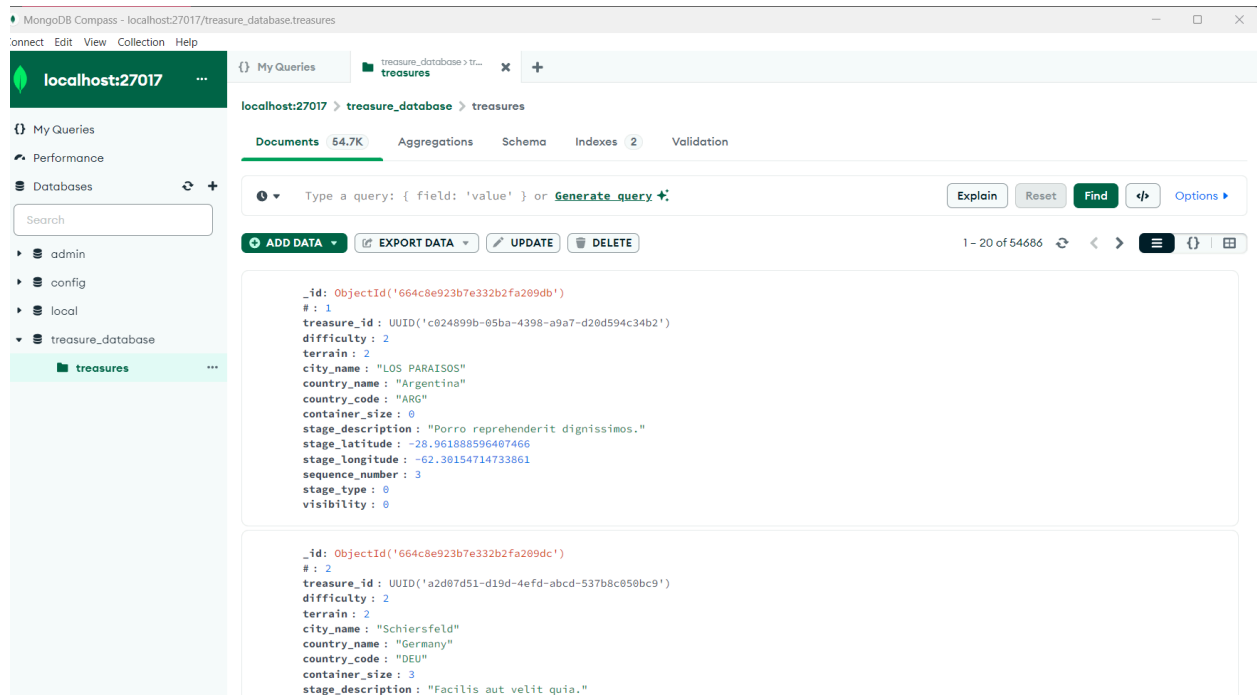 MongoDB Compass - localhost:27017/treasure_database.treasures
onnect Edit View Collection Help
localhost:27017 ...
{} My Queries
treasure_database > tr...
treasures
localhost:27017 > treasure_database > treasures
{} My Queries
Performance
Databases
Search
admin
config
local
treasure_database
treasures ...
Documents 54.7K Aggregations Schema Indexes 2 Validation
Type a query: { field: 'value' } or Generate query
Explain Reset Find </> Options
ADD DATA EXPORT DATA UPDATE DELETE 1 – 20 of 54686 {}
_id: ObjectId('664c8e923b7e332b2fa209db')
# : 1
treasure_id : UUID('c024899b-05ba-4398-a9a7-d20d594c34b2')
difficulty : 2
terrain : 2
city_name : "LOS PARAISOS"
country_name : "Argentina"
country_code : "ARG"
container_size : 0
stage_description : "Porro reprehenderit dignissimos."
stage_latitude : -28.961888596407466
stage_longitude : -62.30154714733861
sequence_number : 3
stage_type : 0
visibility : 0
_id: ObjectId('664c8e923b7e332b2fa209dc')
# : 2
treasure_id : UUID('a2d07d51-d19d-4efd-abcd-537b8c050bc9')
difficulty : 2
terrain : 2
city_name : "Schiersfeld"
country_name : "Germany"
country_code : "DEU"
container_size : 3
stage_description : "Facilis aut velit quia."